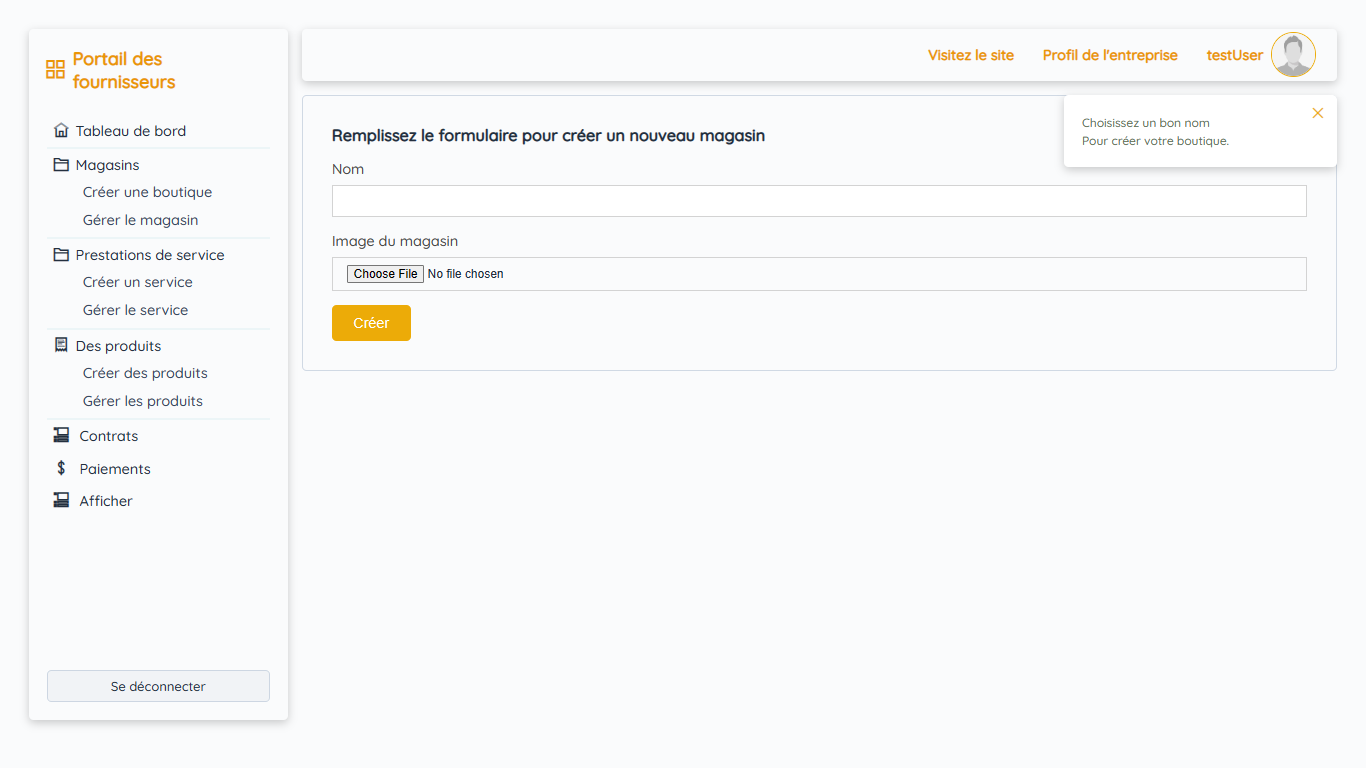 Portail des
fournisseurs
Tableau de bord
Magasins
Créer une boutique
Gérer le magasin
Prestations de service
Créer un service
Gérer le service
Des produits
Créer des produits
Gérer les produits
Contrats
Paiements
Afficher
Se déconnecter
Visitez le site Profil de l'entreprise testUser
Choisissez un bon nom
Pour créer votre boutique.
Remplissez le formulaire pour créer un nouveau magasin
Nom
Image du magasin
Choose File No file chosen
Créer